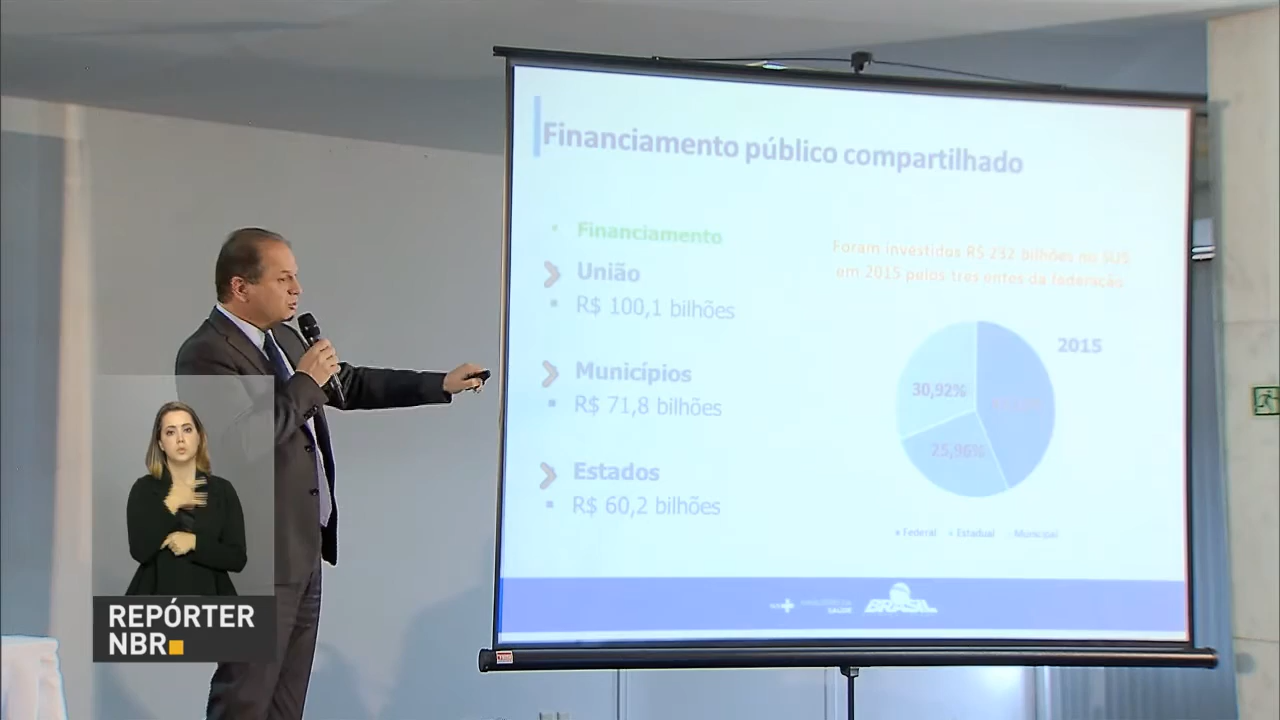 Financiamento público compartilhado
Financiamento
União
R$ 100,1 bilhões
Municípios
R$ 71,8 bilhões
Estados
R$ 60,2 bilhões
Foram investidos R$ 232 bilhões no SUS
em 2015 pelos três entes da federação
2015
30,92%
25,96%
Federal Estadual Municipal
SAÚDE
BRASIL
REPÓRTER
NBR